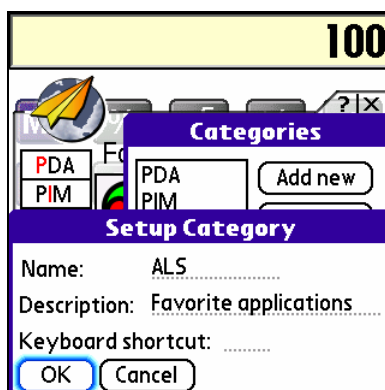 100
? X
Categories
PDA
PIM
PDA
PIM
Add new
Setup Category
Name: ALS
Description: Favorite applications
Keyboard shortcut:
OK Cancel